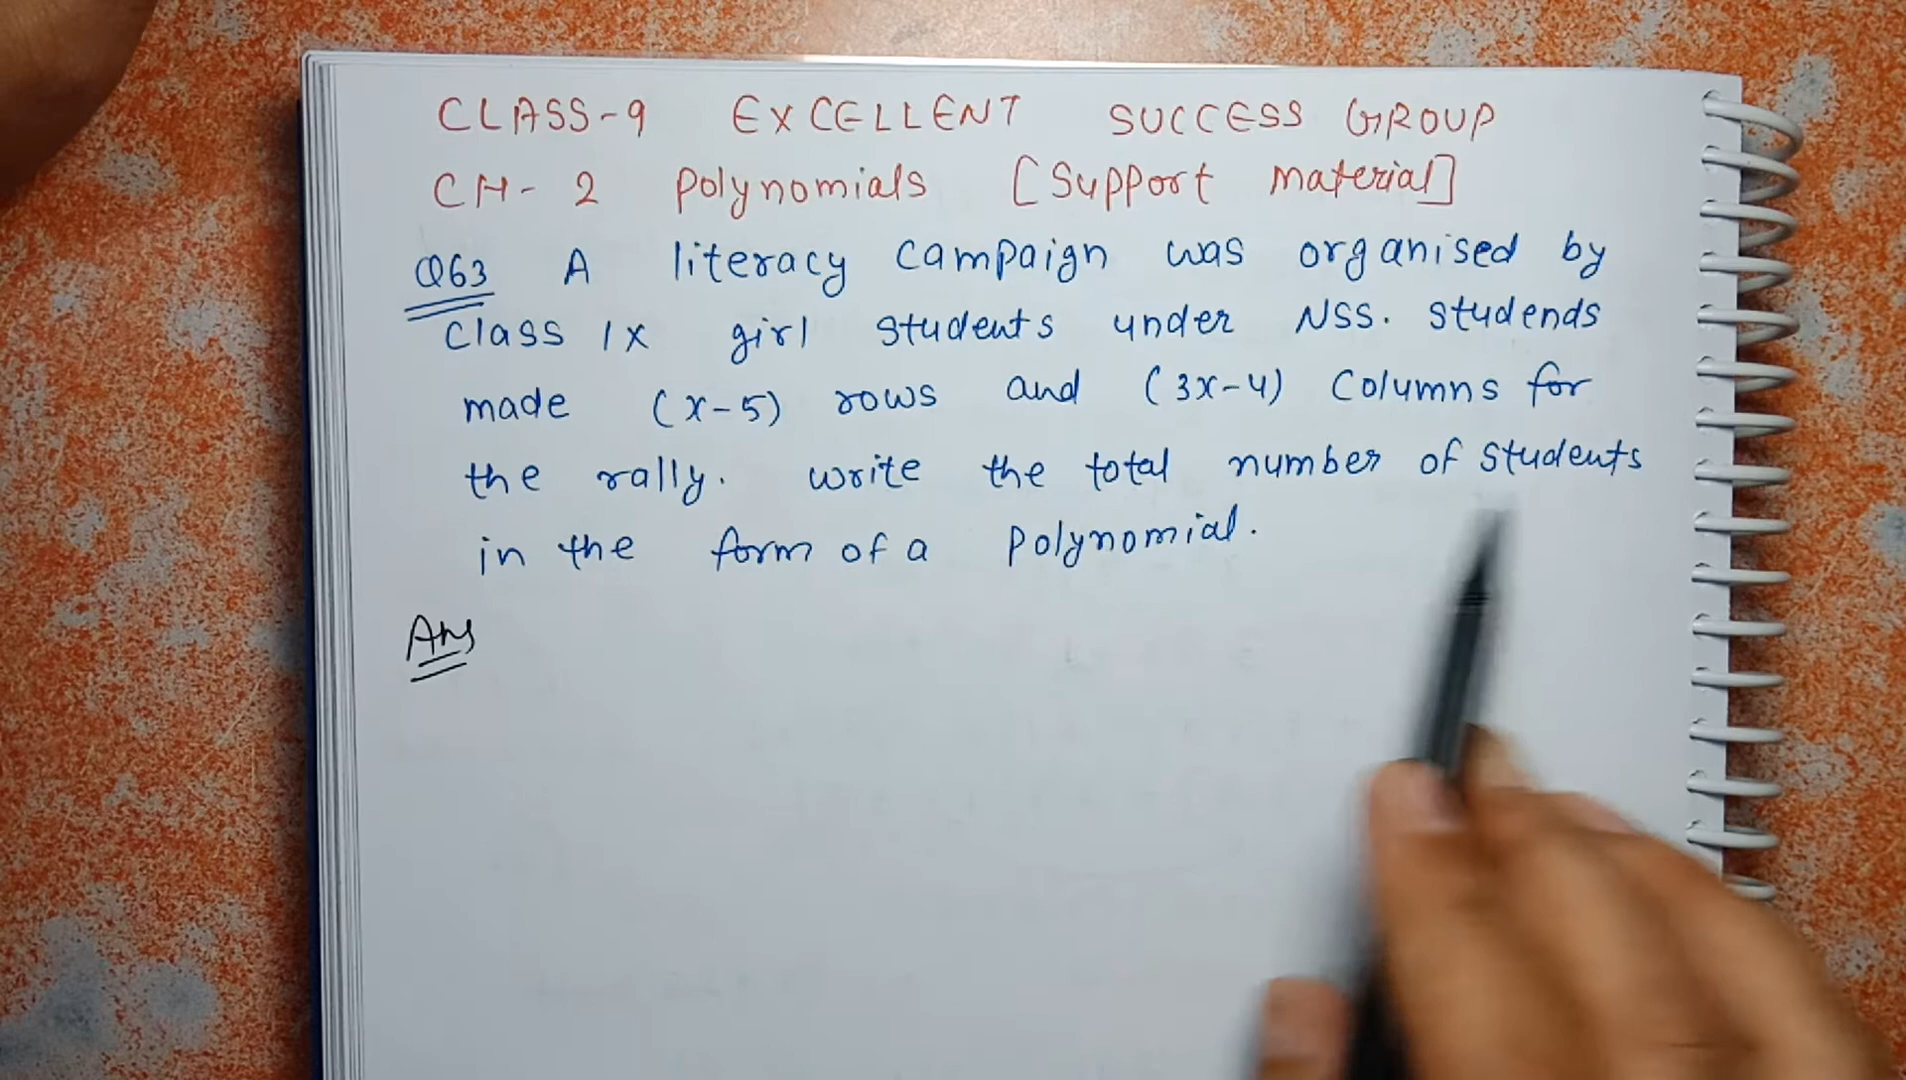 CLASS-9 EXCELLENT SUCCESS GROUP
CH-2 Polynomials [Support material]
Q63 A literacy campaign was organised by
Class IX girl students under NSS. studends
made (x-5) rows and (3x-4) Columns for
the rally. write the total number of students
in the form of a Polynomial.
Ans